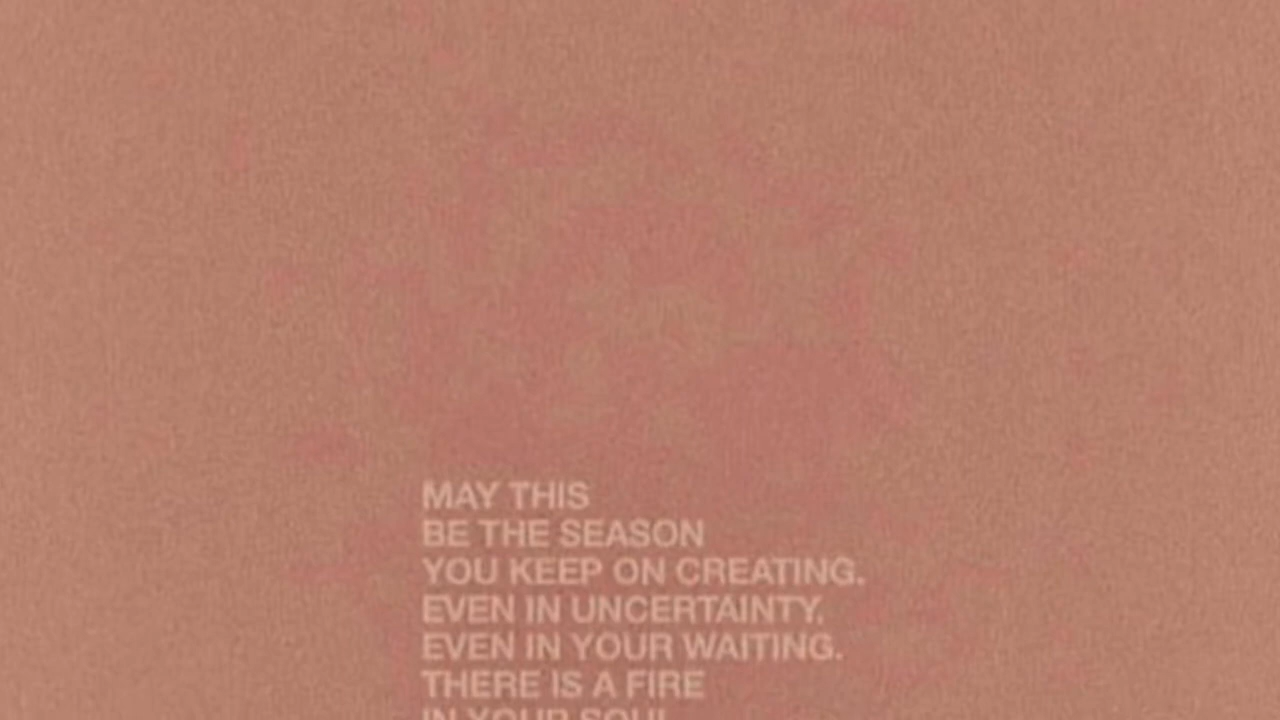 MAY THIS
BE THE SEASON
YOU KEEP ON CREATING.
EVEN IN UNCERTAINTY.
EVEN IN YOUR WAITING.
THERE IS A FIRE
IN YOUR SOUL